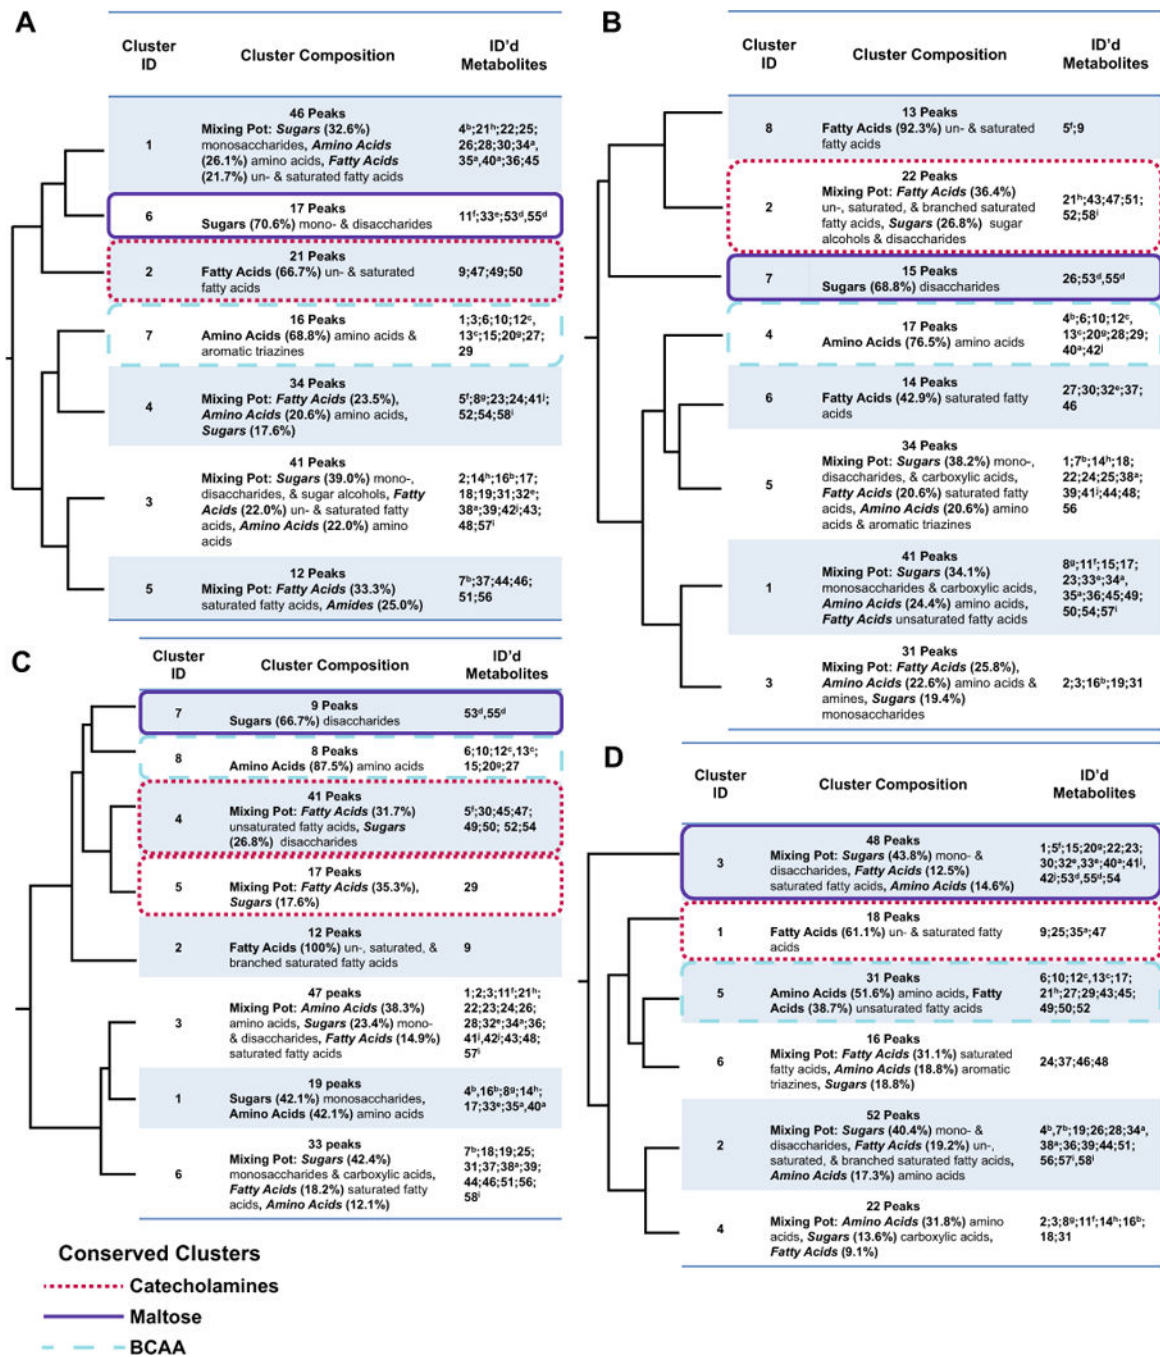 A
Cluster
ID
Cluster Composition
ID'd
Metabolites
1
46 Peaks
Mixing Pot: Sugars (32.6%)
monosaccharides, Amino Acids
(26.1%) amino acids, Fatty Acids
(21.7%) un- & saturated fatty acids
4ᵇ;21ʰ;22;25;
26;28;30;34ᵃ,
35ᵃ,40ᵃ;36;45
6
17 Peaks
Sugars (70.6%) mono- & disaccharides
11ᶠ;33ᵉ;53ᵈ,55ᵈ
2
21 Peaks
Fatty Acids (66.7%) un- & saturated
fatty acids
9;47;49;50
7
16 Peaks
Amino Acids (68.8%) amino acids &
aromatic triazines
1;3;6;10;12ᶜ,
13ᶜ;15;20ᵍ;27;
29
4
34 Peaks
Mixing Pot: Fatty Acids (23.5%),
Amino Acids (20.6%) amino acids,
Sugars (17.6%)
5ᶠ;8ᵍ;23;24;41ʲ;
52;54;58ⁱ
3
41 Peaks
Mixing Pot: Sugars (39.0%) mono-,
disaccharides, & sugar alcohols, Fatty
Acids (22.0%) un- & saturated fatty
acids, Amino Acids (22.0%) amino
acids
2;14ʰ;16ᵇ;17;
18;19;31;32ᵉ;
38ᵃ;39;42ʲ;43;
48;57ⁱ
5
12 Peaks
Mixing Pot: Fatty Acids (33.3%)
saturated fatty acids, Amides (25.0%)
7ᵇ;37;44;46;
51;56
B
Cluster
ID
Cluster Composition
ID'd
Metabolites
8
13 Peaks
Fatty Acids (92.3%) un- & saturated
fatty acids
5ᶠ;9
2
22 Peaks
Mixing Pot: Fatty Acids (36.4%)
un-, saturated, & branched saturated
fatty acids, Sugars (26.8%) sugar
alcohols & disaccharides
21ʰ;43;47;51;
52;58ⁱ
7
15 Peaks
Sugars (68.8%) disaccharides
26;53ᵈ,55ᵈ
4
17 Peaks
Amino Acids (76.5%) amino acids
4ᵇ;6;10;12ᶜ,
13ᶜ;20ᵍ;28;29;
40ᵃ;42ʲ
6
14 Peaks
Fatty Acids (42.9%) saturated fatty
acids
27;30;32ᵉ;37;
46
5
34 Peaks
Mixing Pot: Sugars (38.2%) mono-,
disaccharides, & carboxylic acids,
Fatty Acids (20.6%) saturated fatty
acids, Amino Acids (20.6%) amino
acids & aromatic triazines
1;7ᵇ;14ʰ;18;
22;24;25;38ᵃ;
39;41ʲ;44;48;
56
1
41 Peaks
Mixing Pot: Sugars (34.1%)
monosaccharides & carboxylic acids,
Amino Acids (24.4%) amino acids,
Fatty Acids unsaturated fatty acids
8ᵍ;11ᶠ;15;17;
23;33ᵉ;34ᵃ,
35ᵃ;36;45;49;
50;54;57ⁱ
3
31 Peaks
Mixing Pot: Fatty Acids (25.8%),
Amino Acids (22.6%) amino acids &
amines, Sugars (19.4%)
monosaccharides
2;3;16ᵇ;19;31
C
Cluster
ID
Cluster Composition
ID'd
Metabolites
7
9 Peaks
Sugars (66.7%) disaccharides
53ᵈ,55ᵈ
8
8 Peaks
Amino Acids (87.5%) amino acids
6;10;12ᶜ,13ᶜ;
15;20ᵍ;27
4
41 Peaks
Mixing Pot: Fatty Acids (31.7%)
unsaturated fatty acids, Sugars
(26.8%) disaccharides
5ᶠ;30;45;47;
49;50; 52;54
5
17 Peaks
Mixing Pot: Fatty Acids (35.3%),
Sugars (17.6%)
29
2
12 Peaks
Fatty Acids (100%) un-, saturated, &
branched saturated fatty acids
9
3
47 peaks
Mixing Pot: Amino Acids (38.3%)
amino acids, Sugars (23.4%) mono-
& disaccharides, Fatty Acids (14.9%)
saturated fatty acids
1;2;3;11ᶠ;21ʰ;
22;23;24;26;
28;32ᵉ;34ᵃ;36;
41ʲ,42ʲ;43;48;
57ⁱ
1
19 peaks
Sugars (42.1%) monosaccharides,
Amino Acids (42.1%) amino acids
4ᵇ,16ᵇ;8ᵍ;14ʰ;
17;33ᵉ;35ᵃ,40ᵃ
6
33 peaks
Mixing Pot: Sugars (42.4%)
monosaccharides & carboxylic acids,
Fatty Acids (18.2%) saturated fatty
acids, Amino Acids (12.1%)
7ᵇ;18;19;25;
31;37;38ᵃ;39;
44;46;51;56;
58ⁱ
D
Cluster
ID
Cluster Composition
ID'd
Metabolites
3
48 Peaks
Mixing Pot: Sugars (43.8%) mono- &
disaccharides, Fatty Acids (12.5%)
saturated fatty acids, Amino Acids (14.6%)
1;5ᶠ;15;20ᵍ;22;23;
30;32ᵉ,33ᵉ;40ᵃ;41ʲ,
42ʲ;53ᵈ,55ᵈ;54
1
18 Peaks
Fatty Acids (61.1%) un- & saturated fatty
acids
9;25;35ᵃ;47
5
31 Peaks
Amino Acids (51.6%) amino acids, Fatty
Acids (38.7%) unsaturated fatty acids
6;10;12ᶜ,13ᶜ;17;
21ʰ;27;29;43;45;
49;50;52
6
16 Peaks
Mixing Pot: Fatty Acids (31.1%) saturated
fatty acids, Amino Acids (18.8%) aromatic
triazines, Sugars (18.8%)
24;37;46;48
2
52 Peaks
Mixing Pot: Sugars (40.4%) mono- &
disaccharides, Fatty Acids (19.2%) un-,
saturated, & branched saturated fatty acids,
Amino Acids (17.3%) amino acids
4ᵇ,7ᵇ;19;26;28;34ᵃ,
38ᵃ;36;39;44;51;
56;57ⁱ,58ⁱ
4
22 Peaks
Mixing Pot: Amino Acids (31.8%) amino
acids, Sugars (13.6%) carboxylic acids,
Fatty Acids (9.1%)
2;3;8ᵍ;11ᶠ;14ʰ;16ᵇ;
18;31
Conserved Clusters
Catecholamines
Maltose
BCAA